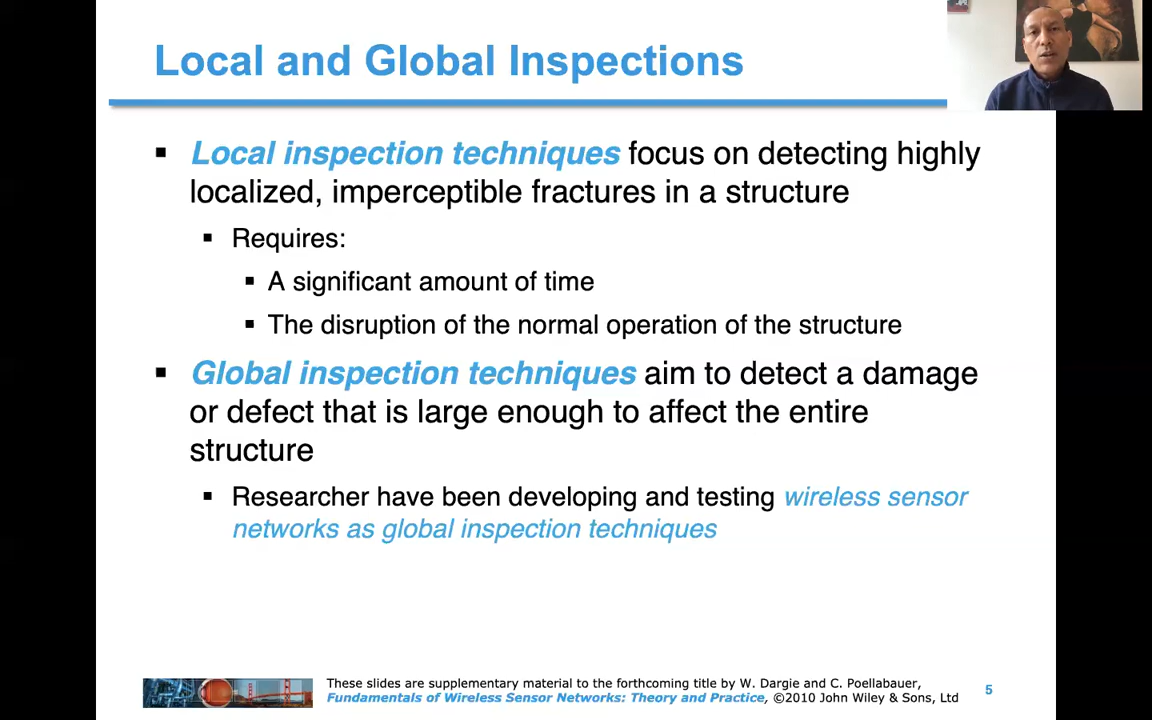 Local and Global Inspections
▪ Local inspection techniques focus on detecting highly
localized, imperceptible fractures in a structure
▪ Requires:
▪ A significant amount of time
▪ The disruption of the normal operation of the structure
▪ Global inspection techniques aim to detect a damage
or defect that is large enough to affect the entire
structure
▪ Researcher have been developing and testing wireless sensor
networks as global inspection techniques
These slides are supplementary material to the forthcoming title by W. Dargie and C. Poellabauer,
Fundamentals of Wireless Sensor Networks: Theory and Practice, ©2010 John Wiley & Sons, Ltd
5